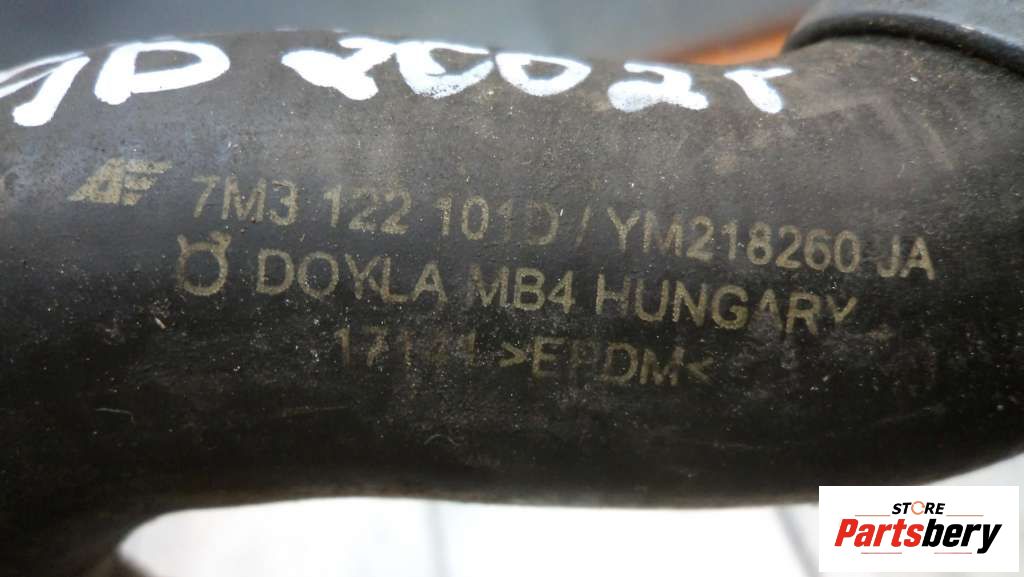 7M3 122 101D / YM218260 JA
DOYLA MB4 HUNGARY
>EPDM<
STORE
Partsbery